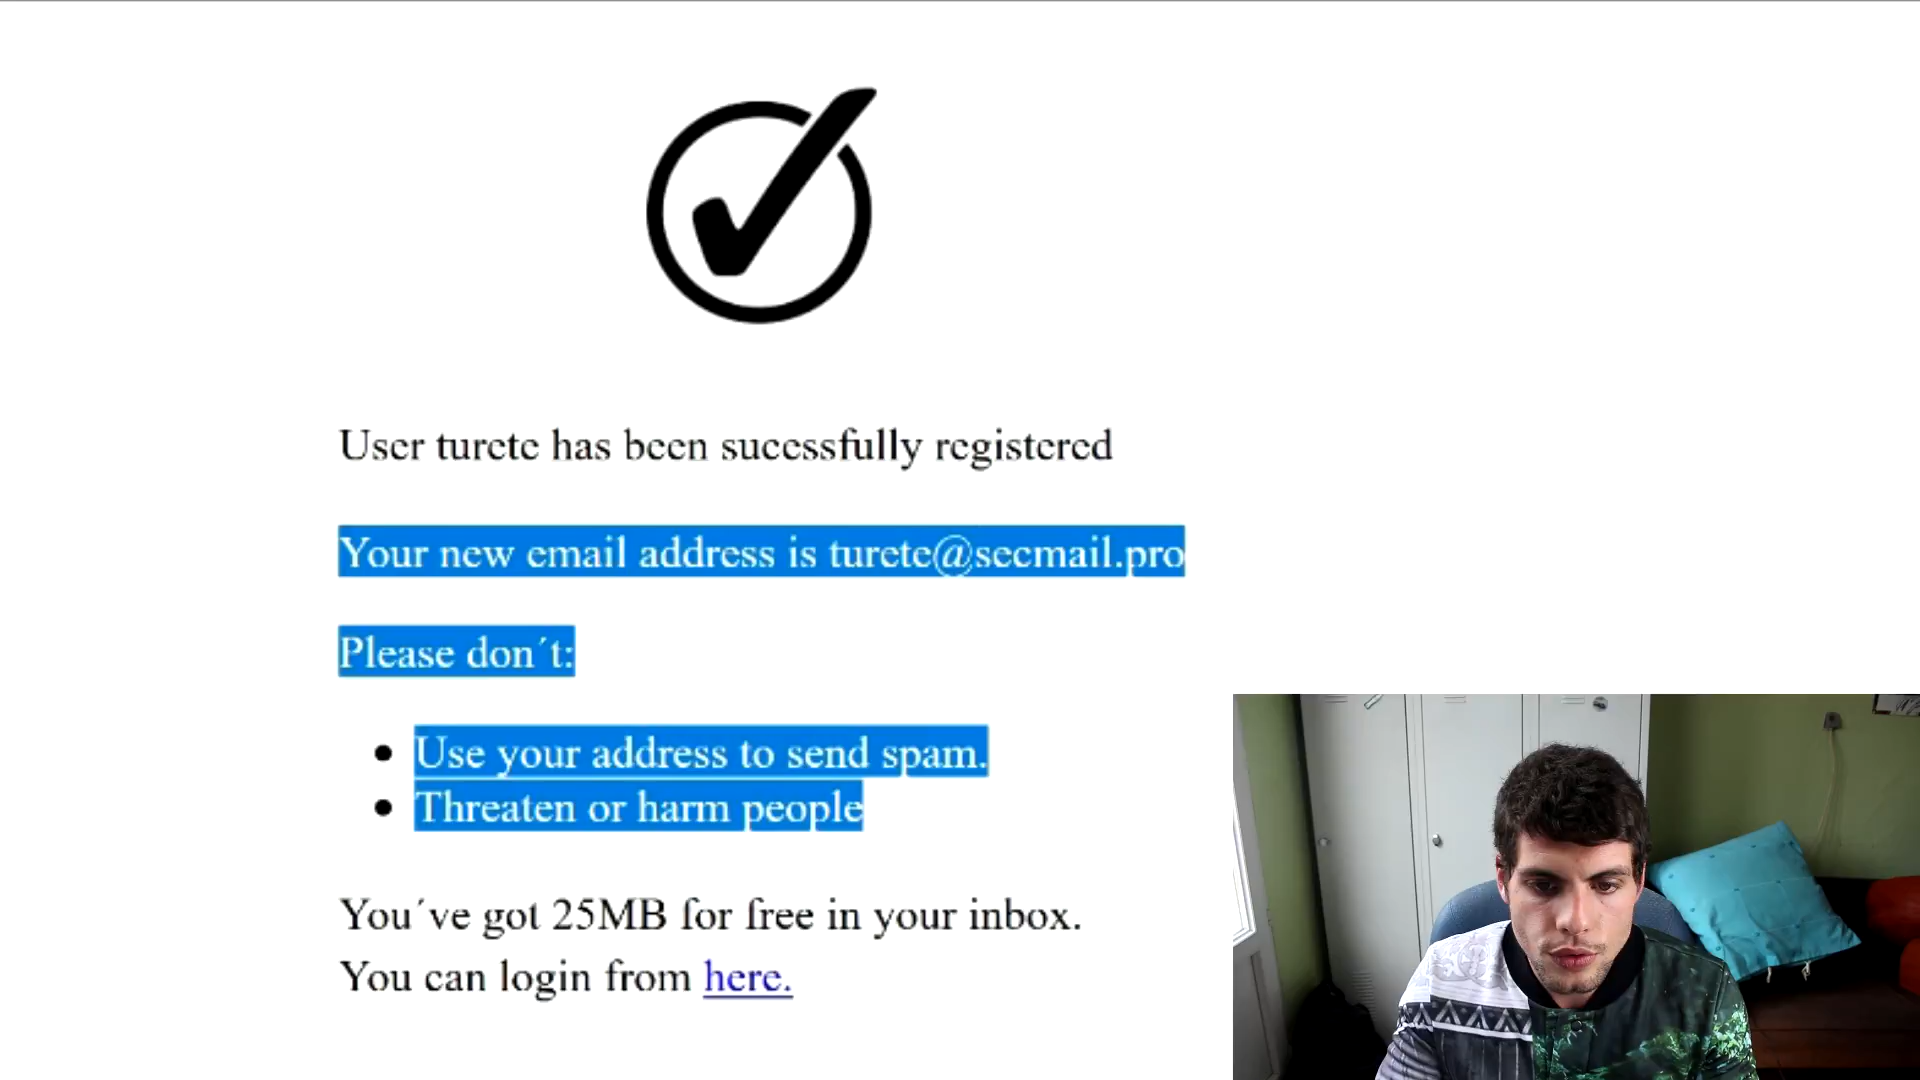 User turete has been sucessfully registered
Your new email address is turete@secmail.pro
Please don´t:
Use your address to send spam.
Threaten or harm people
You´ve got 25MB for free in your inbox.
You can login from here.